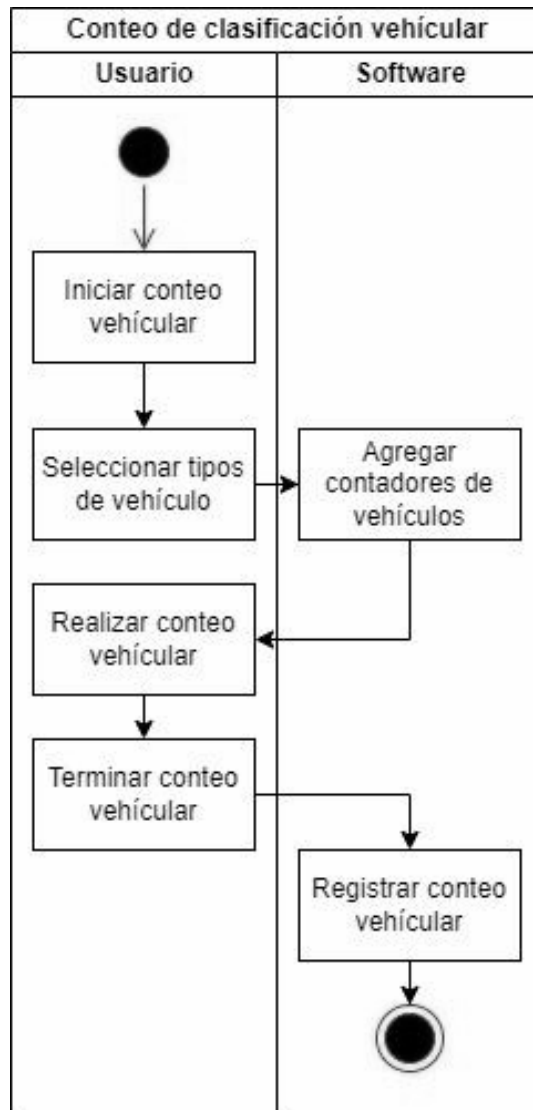 Conteo de clasificación vehícular
Usuario
Software
Iniciar conteo
vehícular
Seleccionar tipos
de vehículo
Agregar
contadores de
vehículos
Realizar conteo
vehícular
Terminar conteo
vehícular
Registrar conteo
vehícular